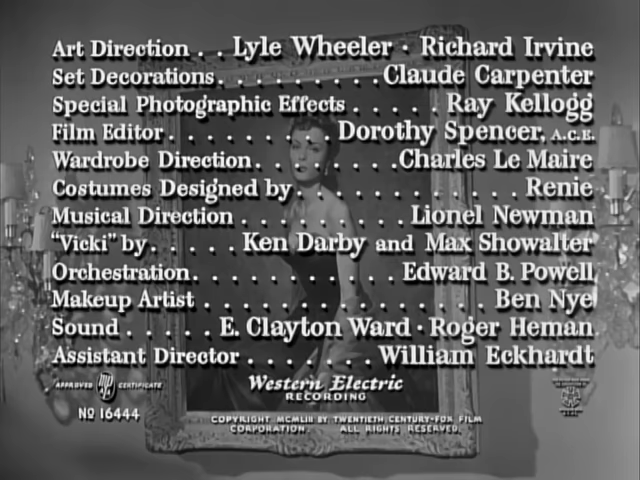 Art Direction . . Lyle Wheeler · Richard Irvine
Set Decorations . . . . . . . . . Claude Carpenter
Special Photographic Effects . . . . . Ray Kellogg
Film Editor . . . . . . . . Dorothy Spencer, A.C.E.
Wardrobe Direction . . . . . . . Charles Le Maire
Costumes Designed by . . . . . . . . . . . Renie
Musical Direction . . . . . . . . Lionel Newman
"Vicki" by . . . . . Ken Darby and Max Showalter
Orchestration . . . . . . . . . . Edward B. Powell
Makeup Artist . . . . . . . . . . . . . . Ben Nye
Sound . . . . . E. Clayton Ward · Roger Heman
Assistant Director . . . . . . William Eckhardt
APPROVED MPPDA CERTIFICATE
Nº 16444
Western Electric
RECORDING
COPYRIGHT MCMLIII BY TWENTIETH CENTURY-FOX FILM
CORPORATION. ALL RIGHTS RESERVED.